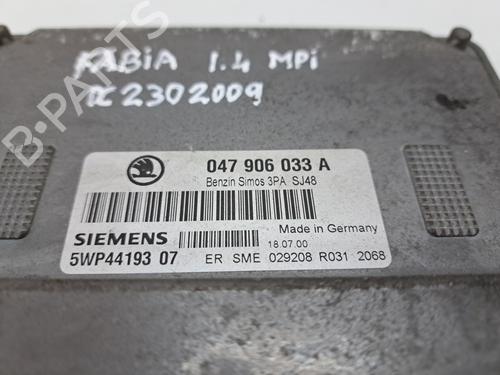 FABIA 1.4 MPi
OC2302009
047 906 033 A
Benzin Simos 3PA SJ48
SIEMENS
Made in Germany
18.07.00
5WP44193 07
ER SME 029208 R031 2068
B-PARTS